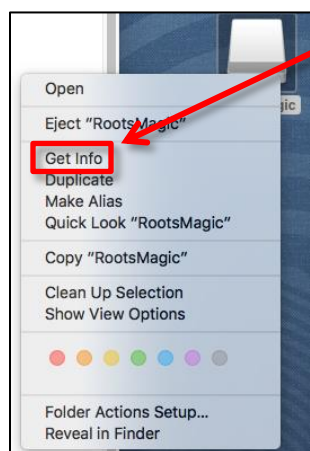 Open
Eject "RootsMagic"
Get Info
Duplicate
Make Alias
Quick Look "RootsMagic"
Copy "RootsMagic"
Clean Up Selection
Show View Options
Folder Actions Setup...
Reveal in Finder